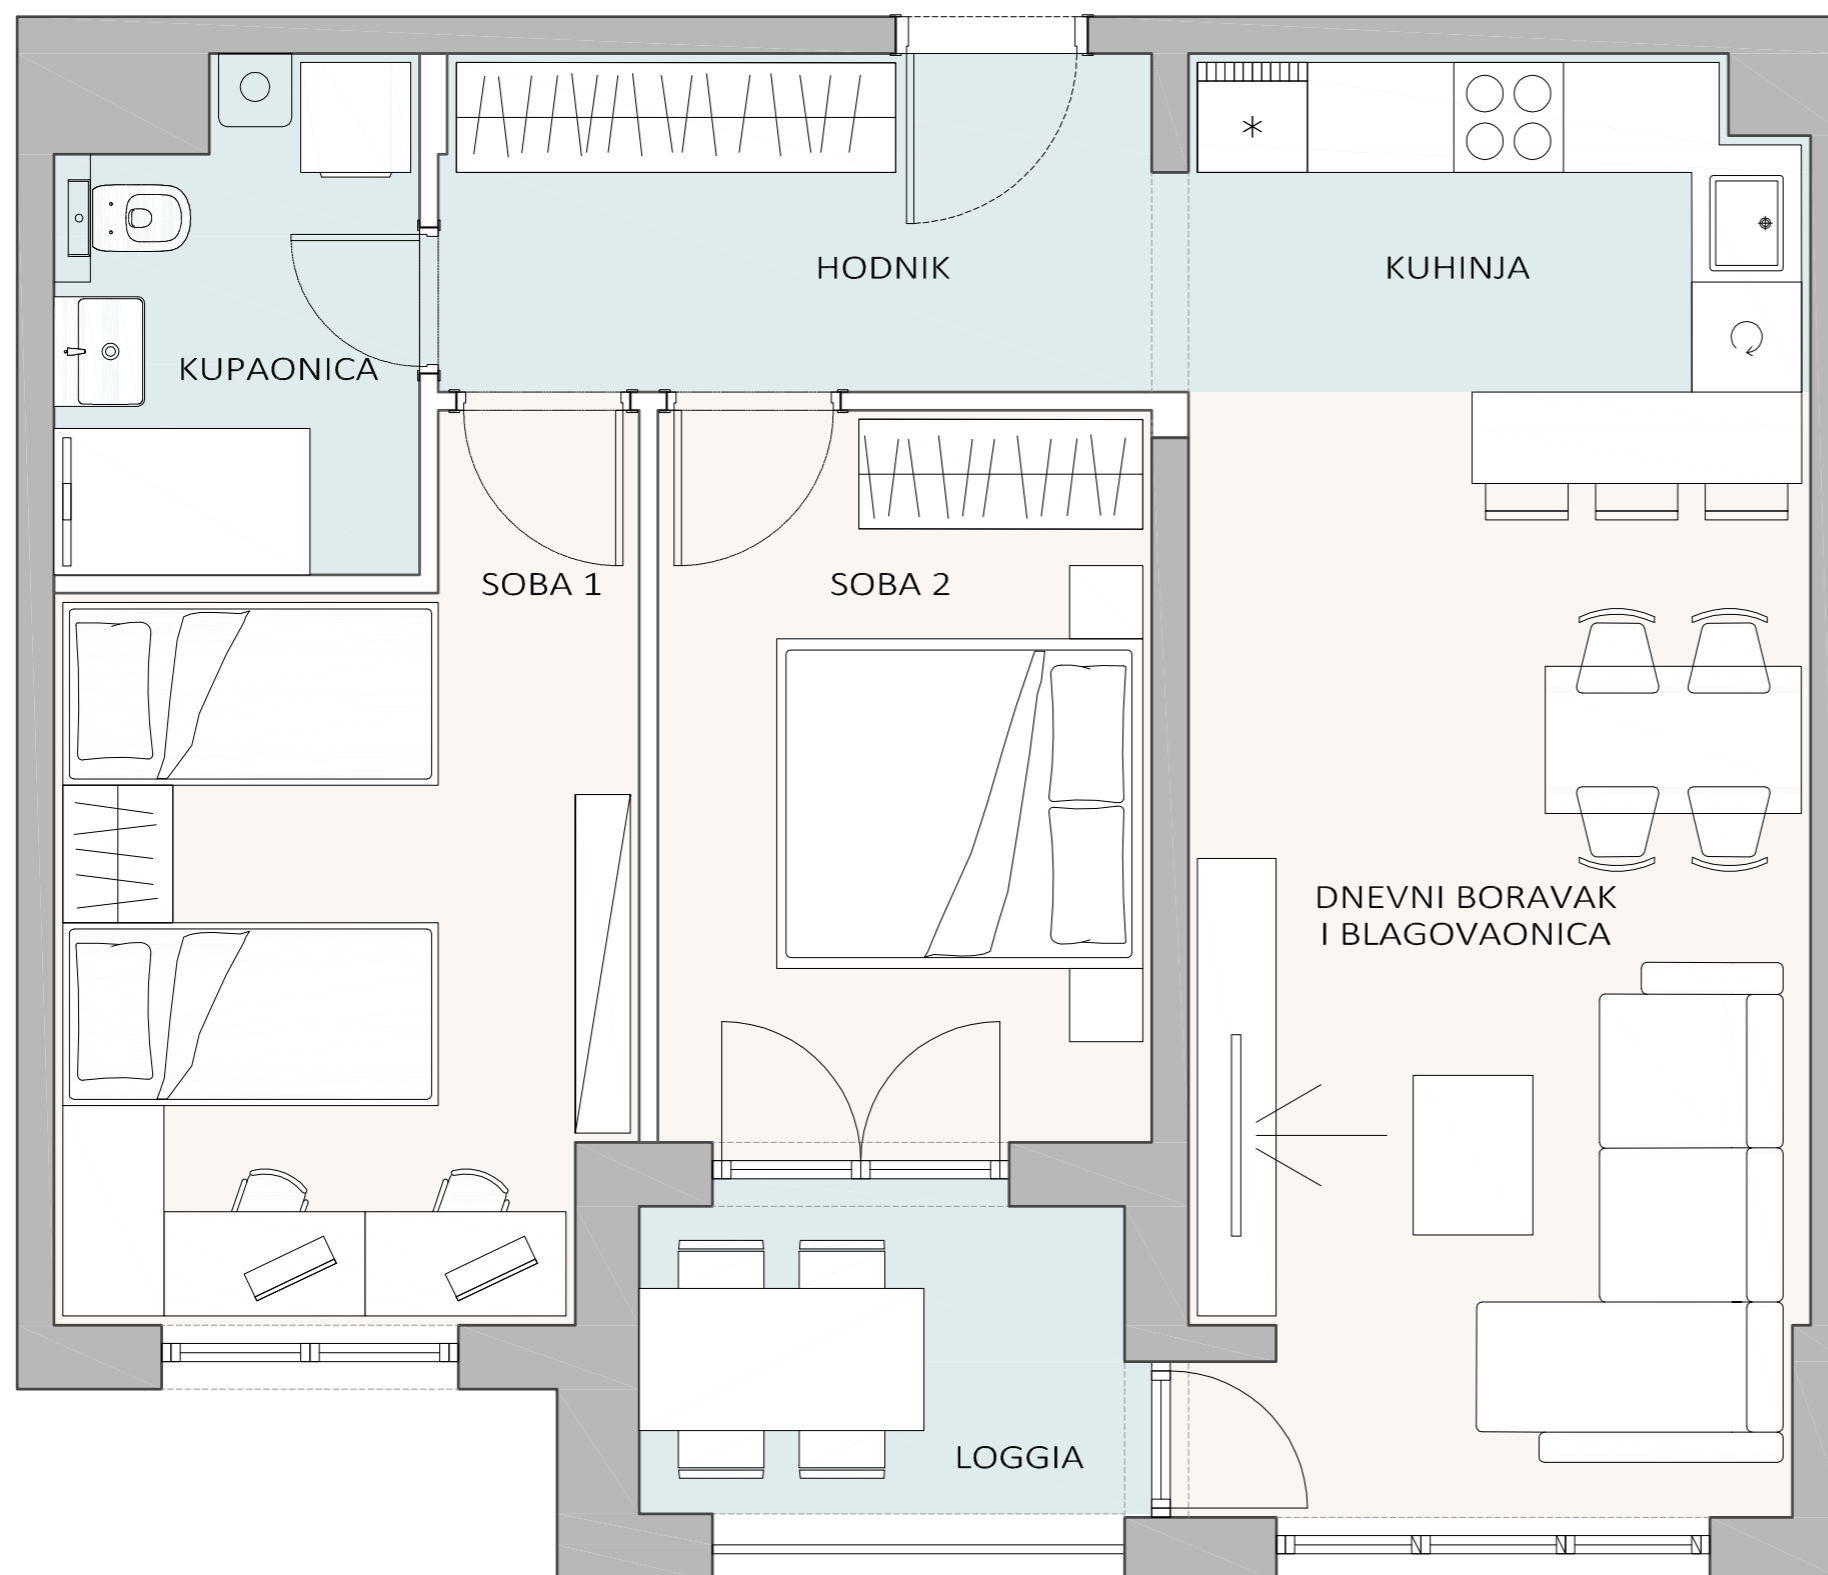 HODNIK
KUHINJA
KUPAONICA
SOBA 1
SOBA 2
DNEVNI BORAVAK
I BLAGOVAONICA
LOGGIA